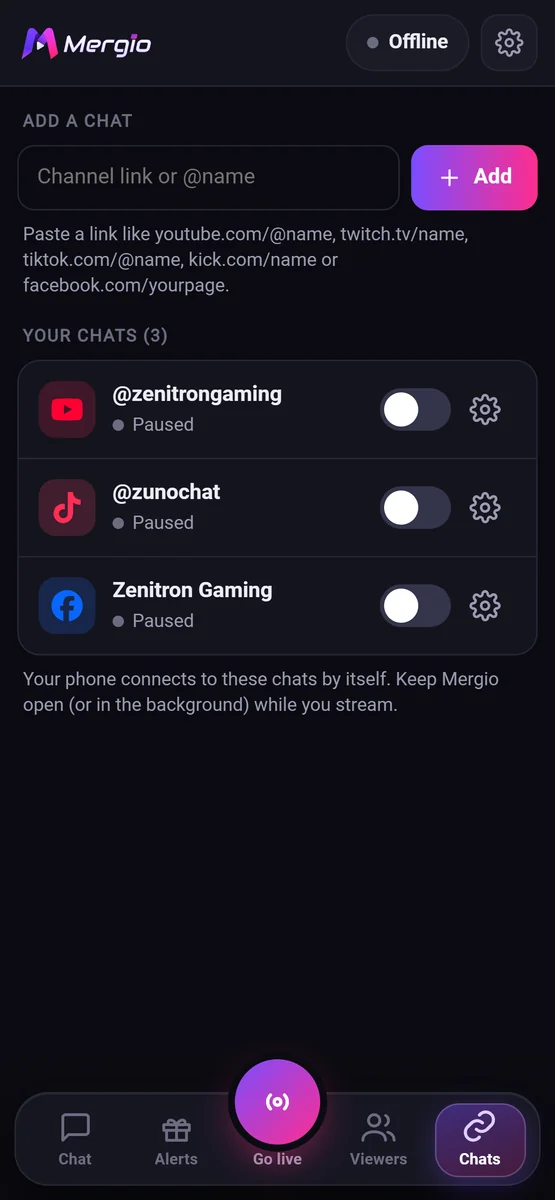 Mergio
Offline
ADD A CHAT
Channel link or @name
+ Add
Paste a link like youtube.com/@name, twitch.tv/name,
tiktok.com/@name, kick.com/name or
facebook.com/yourpage.
YOUR CHATS (3)
@zenitrongaming
Paused
@zunochat
Paused
Zenitron Gaming
Paused
Your phone connects to these chats by itself. Keep Mergio
open (or in the background) while you stream.
Chat
Alerts
Go live
Viewers
Chats